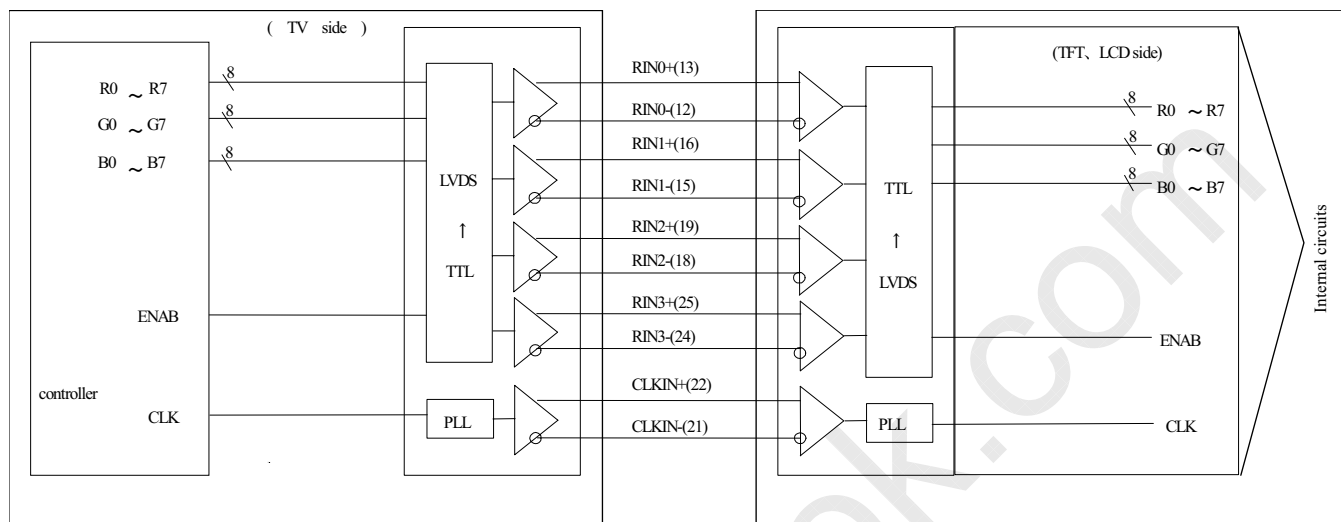 ( TV side )
R0 ~ R7
8
G0 ~ G7
8
B0 ~ B7
8
ENAB
controller
CLK
LVDS
↑
TTL
PLL
RIN0+(13)
RIN0-(12)
RIN1+(16)
RIN1-(15)
RIN2+(19)
RIN2-(18)
RIN3+(25)
RIN3-(24)
CLKIN+(22)
CLKIN-(21)
TTL
↑
LVDS
PLL
(TFT、LCD side)
8
R0 ~ R7
8
G0 ~ G7
8
B0 ~ B7
ENAB
CLK
Internal circuits
ok.com